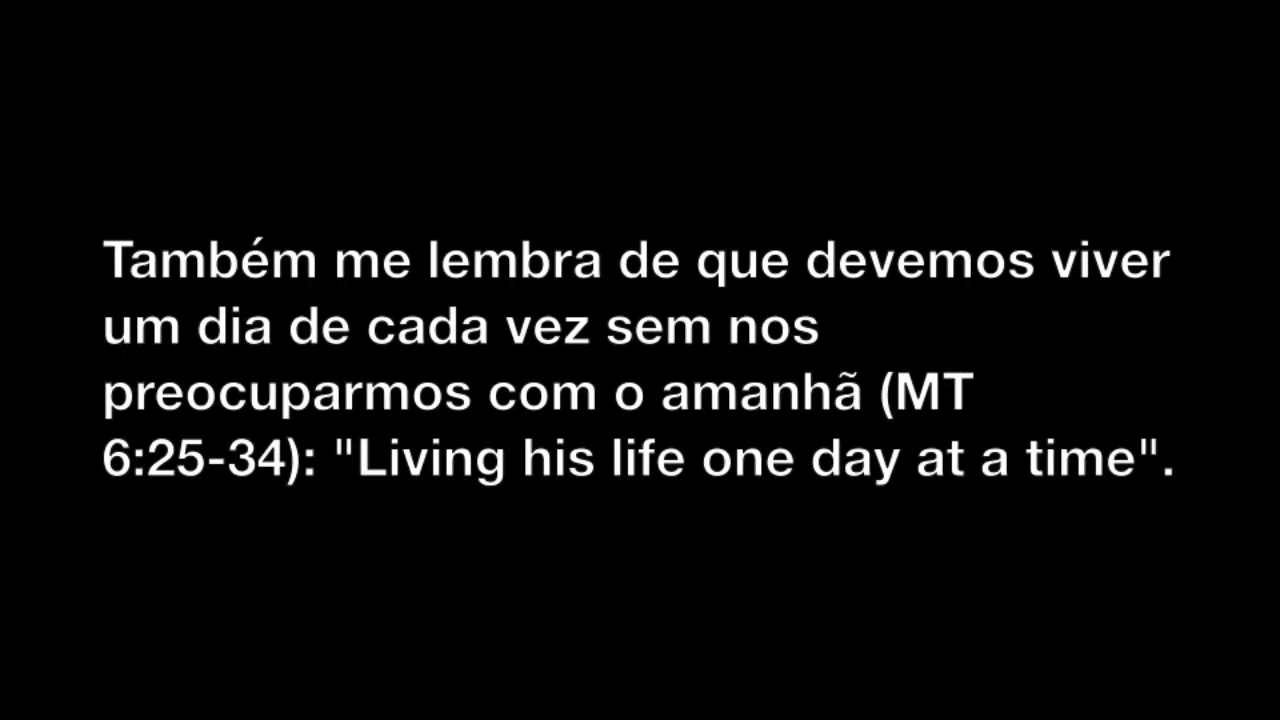 Também me lembra de que devemos viver
um dia de cada vez sem nos
preocuparmos com o amanhã (MT
6:25-34): "Living his life one day at a time".